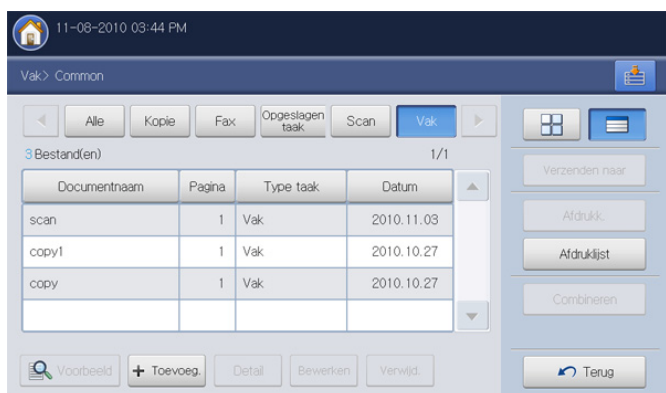 11-08-2010 03:44 PM
Vak> Common
Alle Kopie Fax Opgeslagen taak Scan Vak
3 Bestand(en) 1/1
Documentnaam Pagina Type taak Datum
scan 1 Vak 2010.11.03
copy1 1 Vak 2010.10.27
copy 1 Vak 2010.10.27
Voorbeeld + Toevoeg. Detail Bewerken Verwijd.
Verzenden naar
Afdrukk.
Afdruklijst
Combineren
Terug